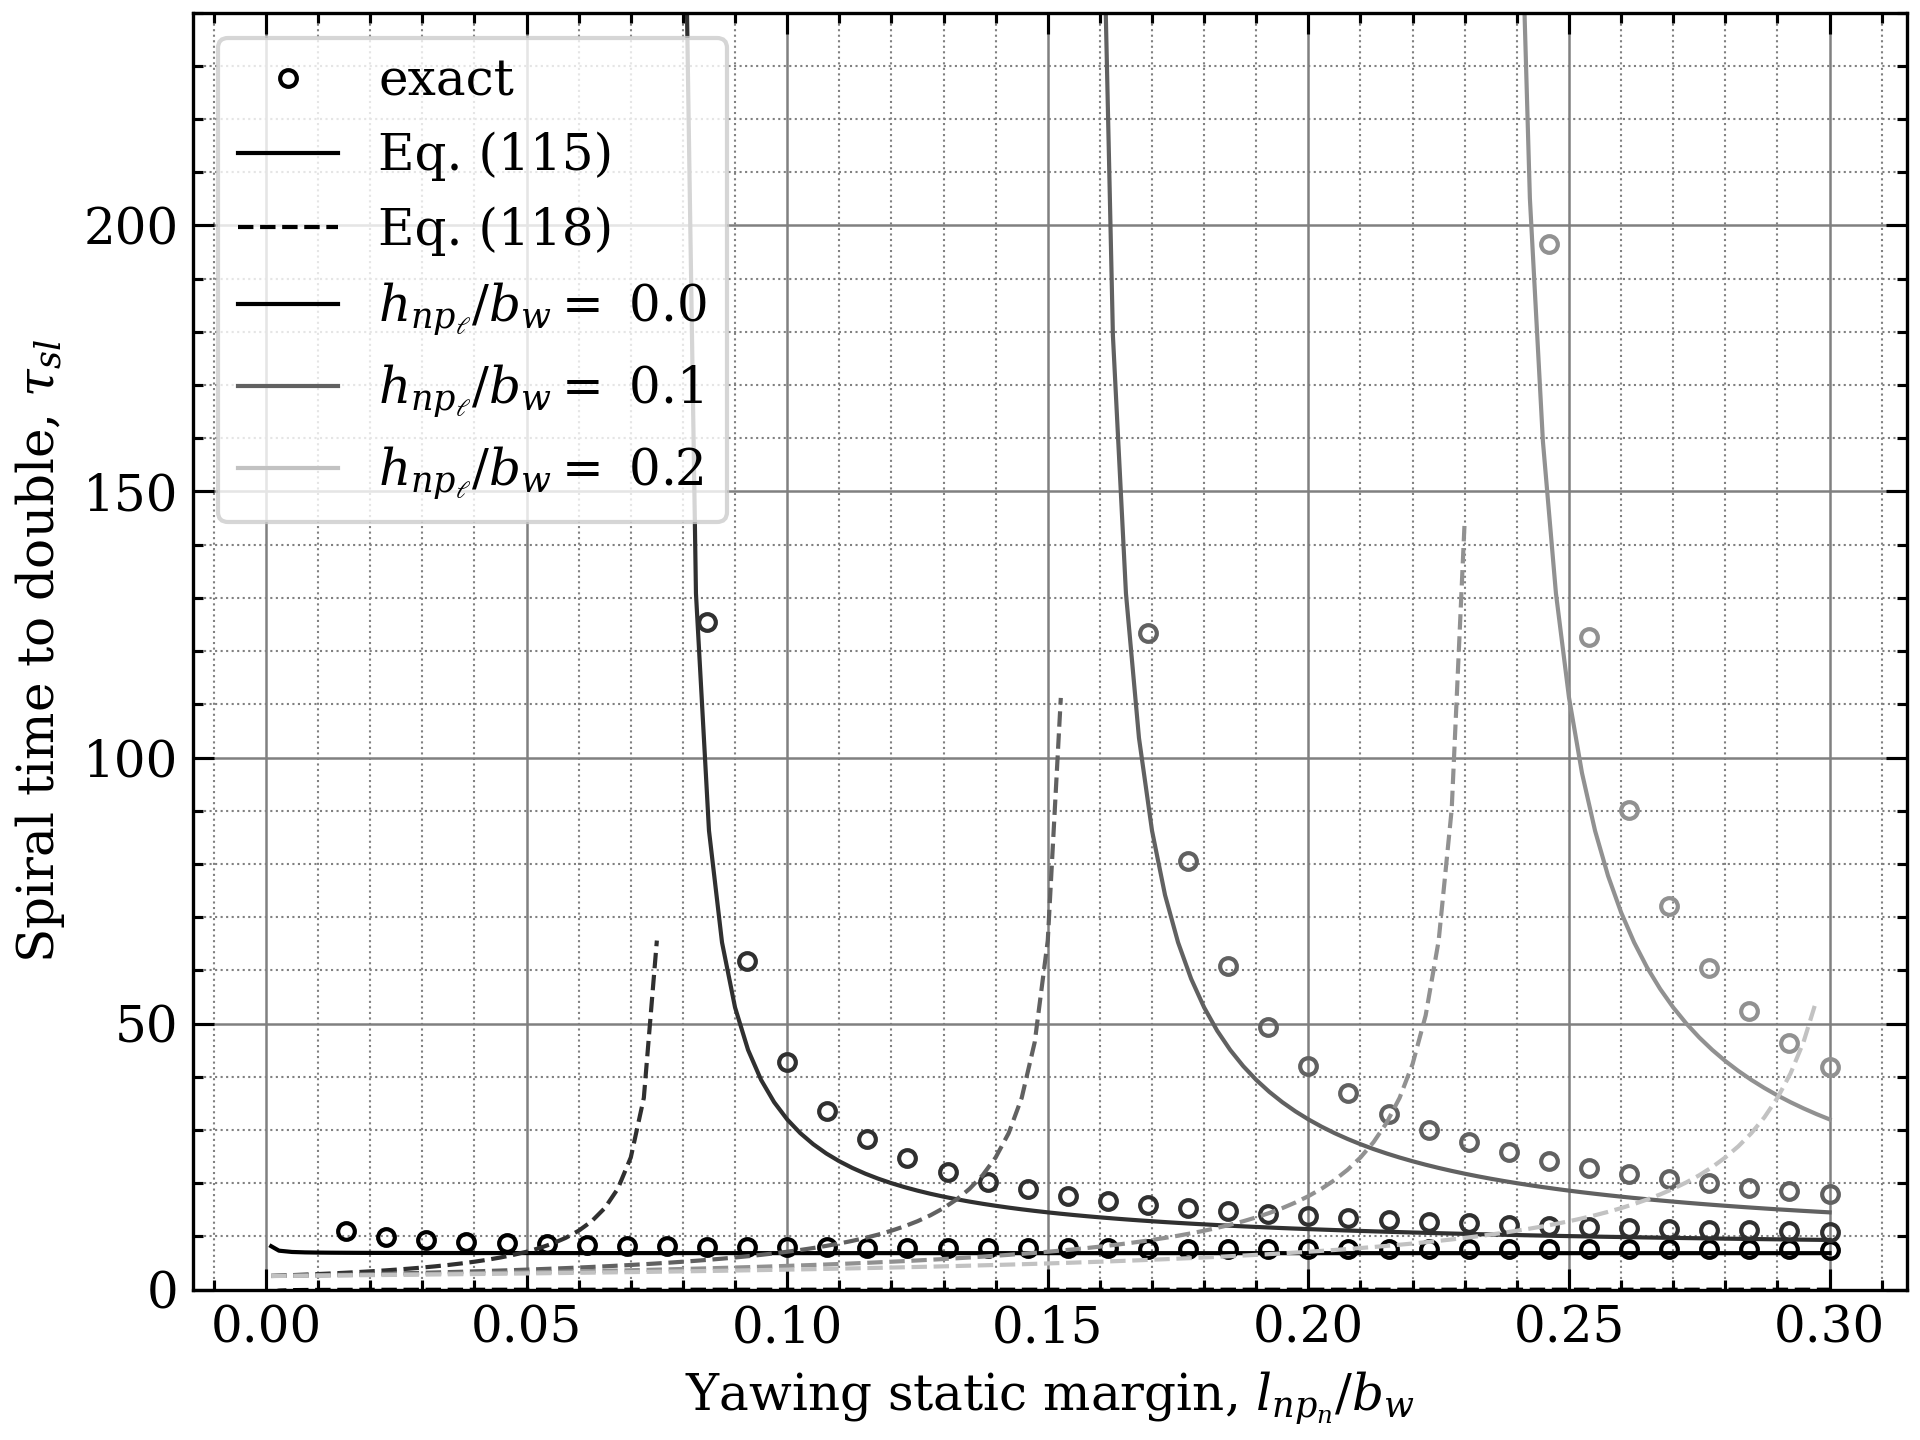 exact
Eq. (115)
Eq. (118)
h_{np_ℓ}/b_w = 0.0
h_{np_ℓ}/b_w = 0.1
h_{np_ℓ}/b_w = 0.2
Spiral time to double, τ_{sl}
200
150
100
50
0
0.00 0.05 0.10 0.15 0.20 0.25 0.30
Yawing static margin, l_{np_n}/b_w